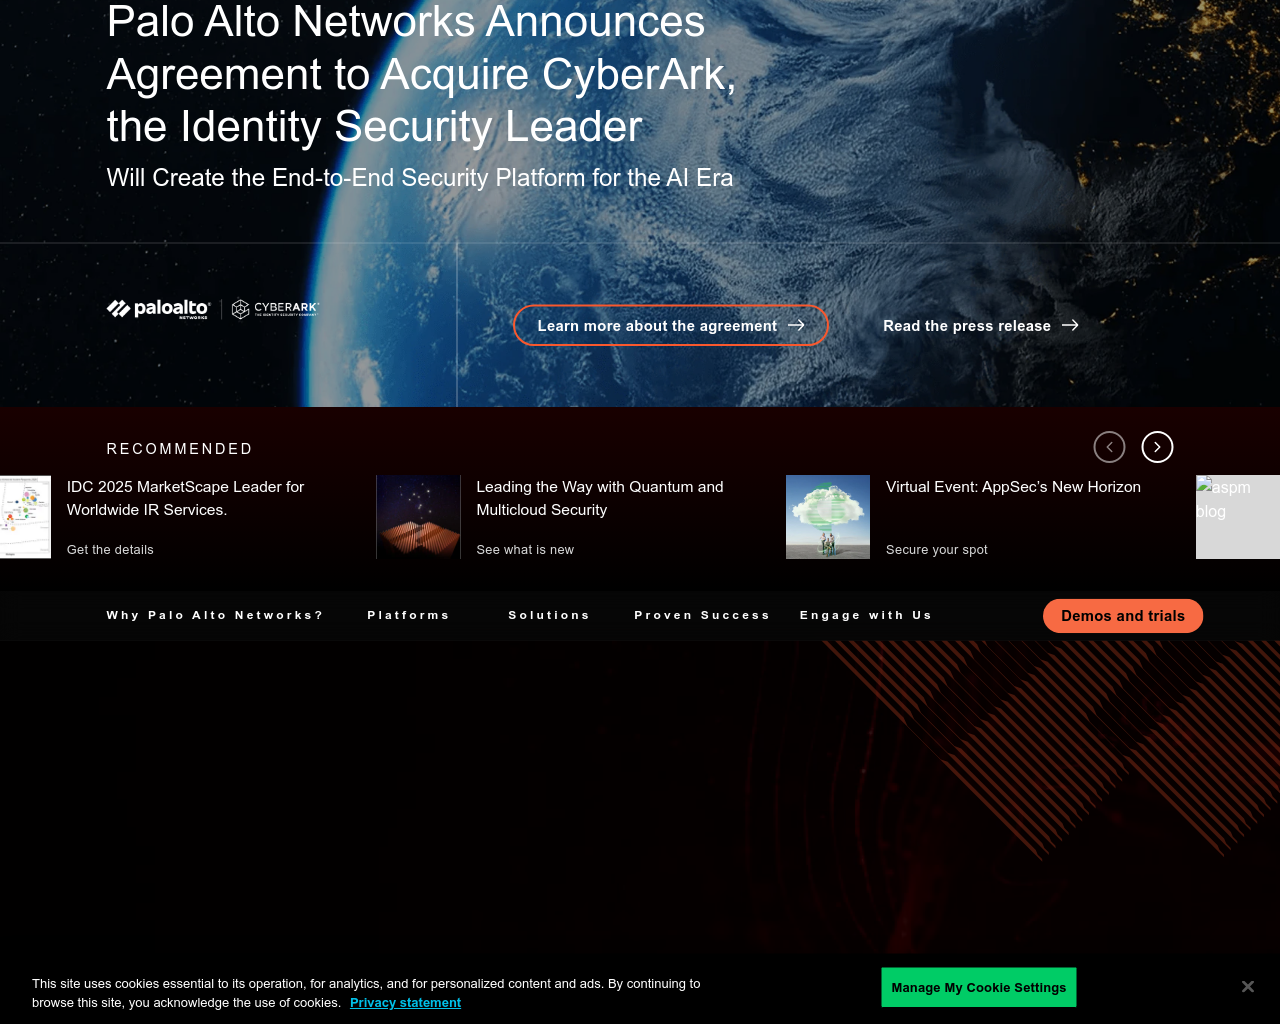 Palo Alto Networks Announces
Agreement to Acquire CyberArk,
the Identity Security Leader
Will Create the End-to-End Security Platform for the AI Era
paloalto
NETWORKS
CYBERARK
THE IDENTITY SECURITY COMPANY
Learn more about the agreement
Read the press release
RECOMMENDED
IDC 2025 MarketScape Leader for
Worldwide IR Services.
Get the details
Leading the Way with Quantum and
Multicloud Security
See what is new
Virtual Event: AppSec’s New Horizon
Secure your spot
aspm
blog
Why Palo Alto Networks?
Platforms
Solutions
Proven Success
Engage with Us
Demos and trials
This site uses cookies essential to its operation, for analytics, and for personalized content and ads. By continuing to
browse this site, you acknowledge the use of cookies. Privacy statement
Manage My Cookie Settings